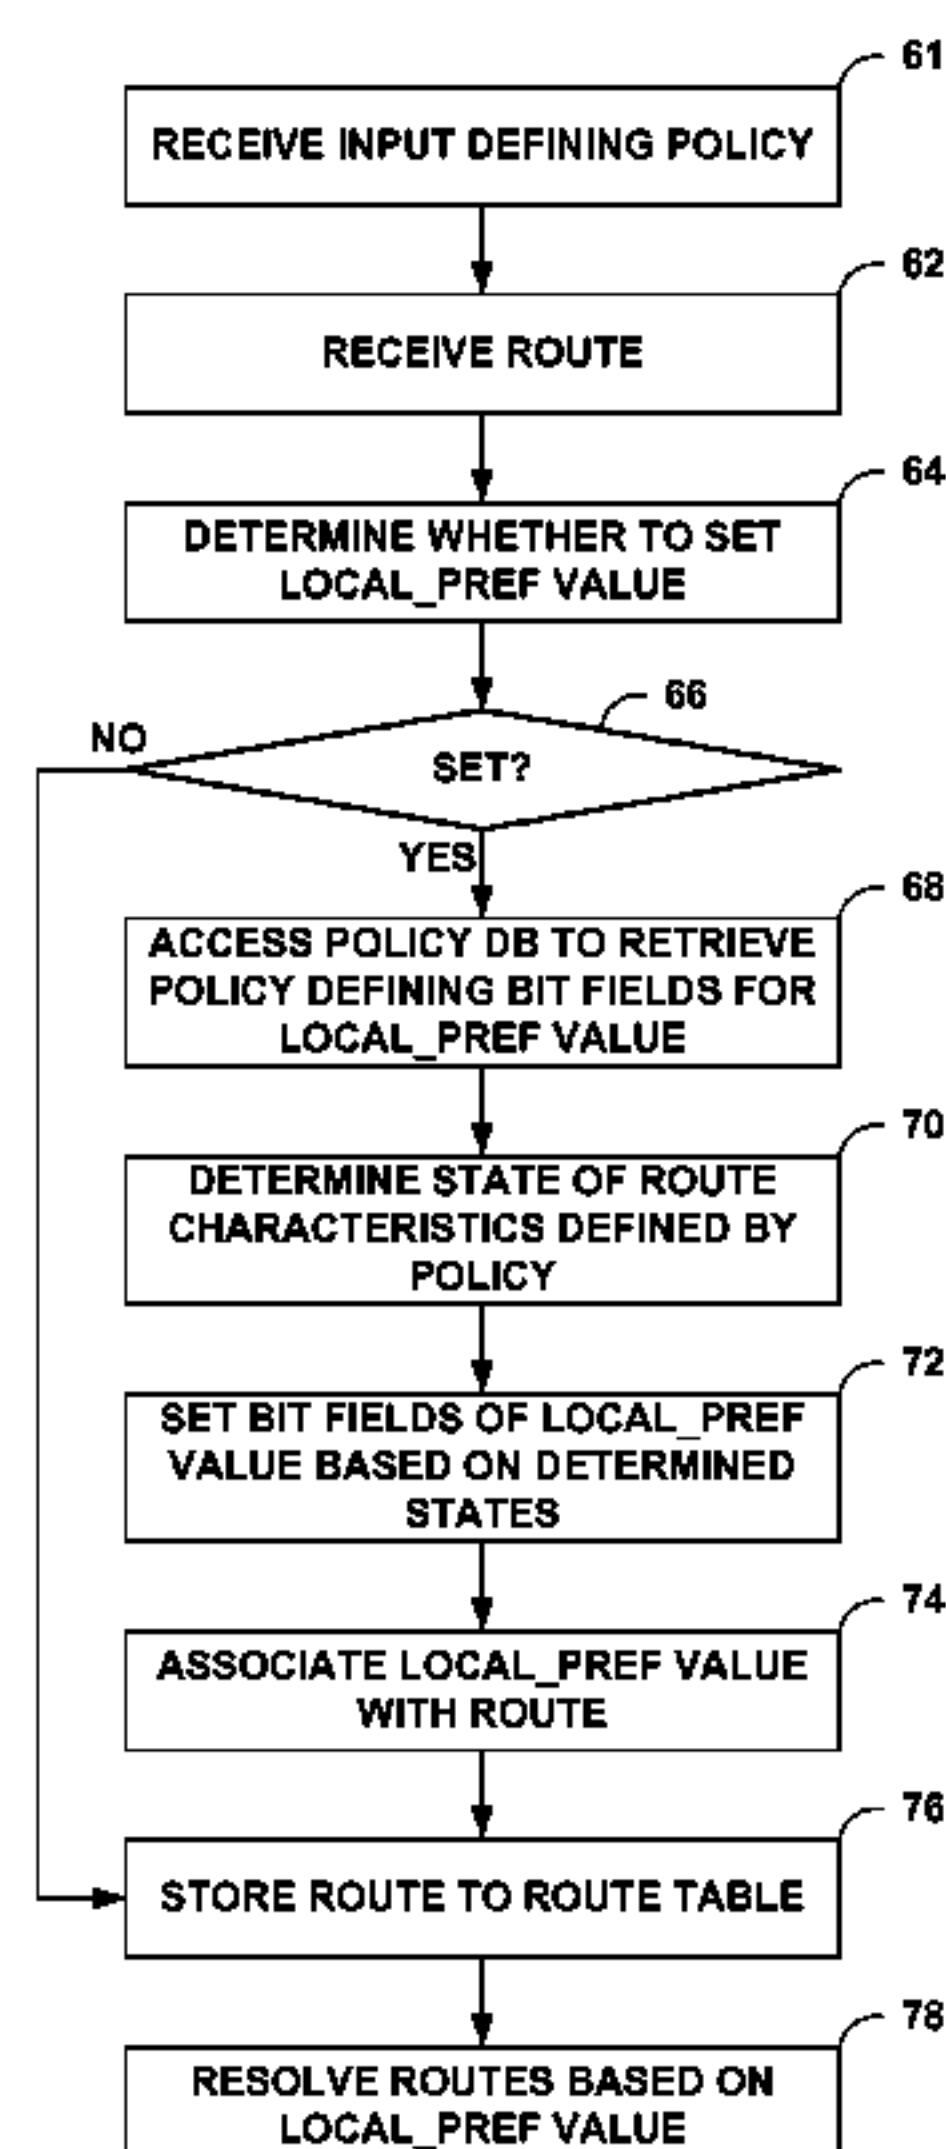 61
RECEIVE INPUT DEFINING POLICY
62
RECEIVE ROUTE
64
DETERMINE WHETHER TO SET
LOCAL_PREF VALUE
66
NO
SET?
YES
68
ACCESS POLICY DB TO RETRIEVE
POLICY DEFINING BIT FIELDS FOR
LOCAL_PREF VALUE
70
DETERMINE STATE OF ROUTE
CHARACTERISTICS DEFINED BY
POLICY
72
SET BIT FIELDS OF LOCAL_PREF
VALUE BASED ON DETERMINED
STATES
74
ASSOCIATE LOCAL_PREF VALUE
WITH ROUTE
76
STORE ROUTE TO ROUTE TABLE
78
RESOLVE ROUTES BASED ON
LOCAL_PREF VALUE